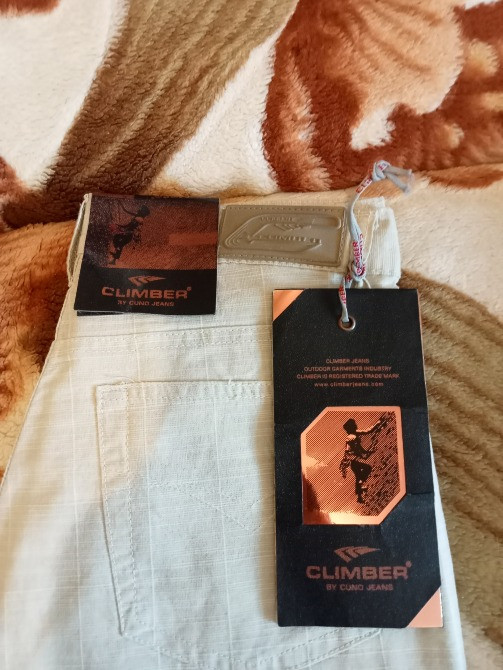 CLIMBER®
BY CUNO JEANS
CLIMBER
CLIMBER JEANS
OUTDOOR GARMENTS INDUSTRY
CLIMBER IS REGISTERED TRADE MARK
www.climberjeans.com
CLIMBER®
BY CUNO JEANS